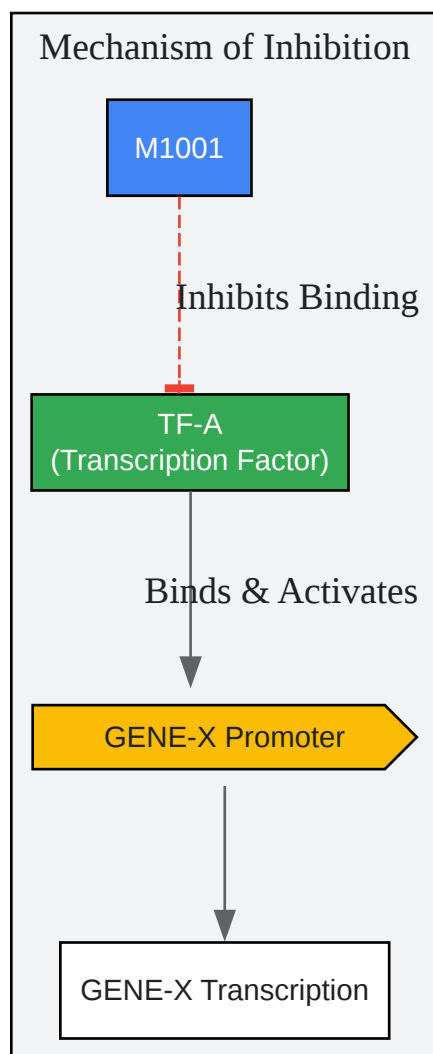 Mechanism of Inhibition
M1001
Inhibits Binding
TF-A
(Transcription Factor)
Binds & Activates
GENE-X Promoter
GENE-X Transcription